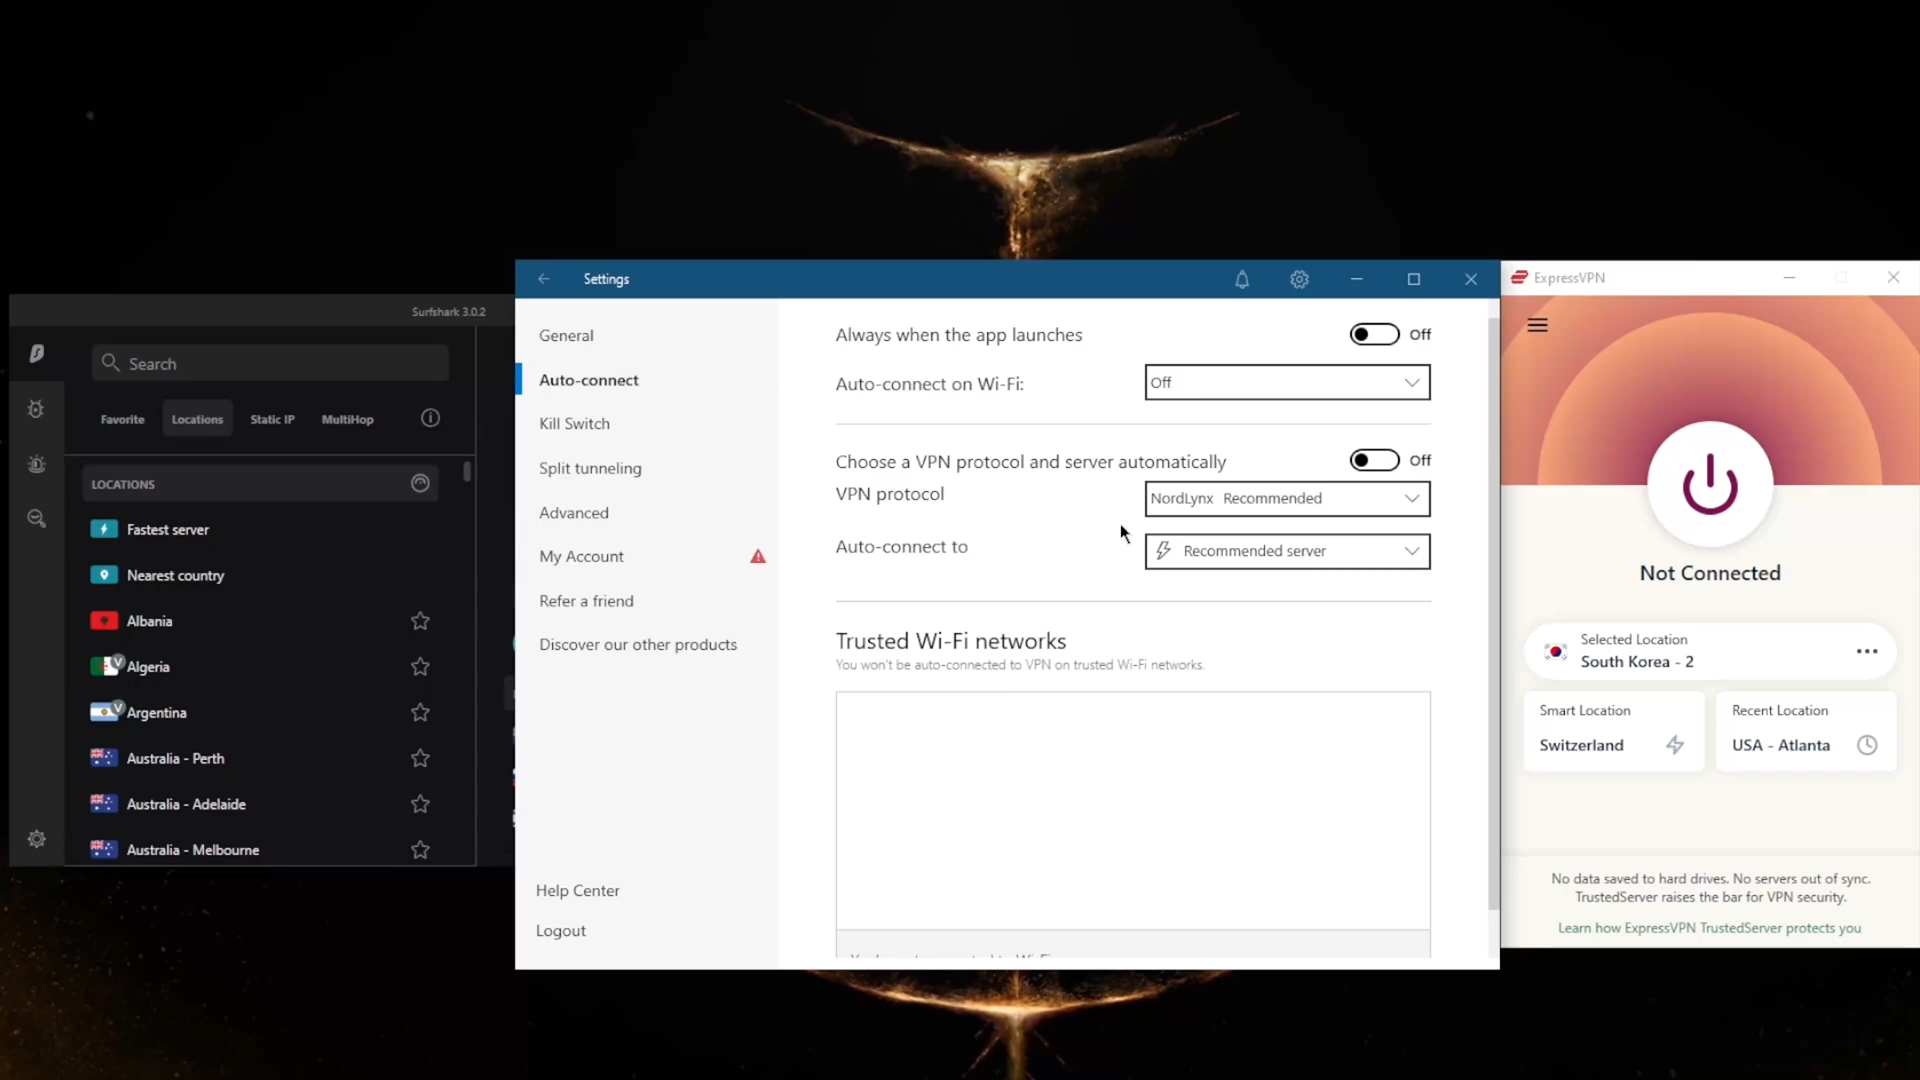 Surfshark 3.0.2
Search
Favorite
Locations
Static IP
MultiHop
LOCATIONS
Fastest server
Nearest country
Albania
V
Algeria
V
Argentina
Australia - Perth
Australia - Adelaide
Australia - Melbourne
Settings
General
Auto-connect
Kill Switch
Split tunneling
Advanced
My Account
Refer a friend
Discover our other products
Help Center
Logout
Always when the app launches
Off
Auto-connect on Wi-Fi:
Off
Choose a VPN protocol and server automatically
Off
VPN protocol
NordLynx Recommended
Auto-connect to
Recommended server
Trusted Wi-Fi networks
You won't be auto-connected to VPN on trusted Wi-Fi networks.
ExpressVPN
Not Connected
Selected Location
South Korea - 2
Smart Location
Switzerland
Recent Location
USA - Atlanta
No data saved to hard drives. No servers out of sync.
TrustedServer raises the bar for VPN security.
Learn how ExpressVPN TrustedServer protects you